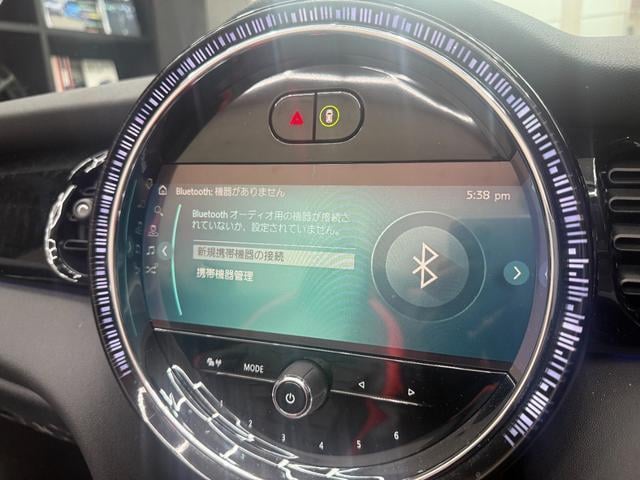 Bluetooth: 機器がありません
5:38 pm
Bluetooth オーディオ用の機器が接続さ
れていないか、設定されていません。
新規携帯機器の接続
携帯機器管理
MODE
1 2 3 4 5 6